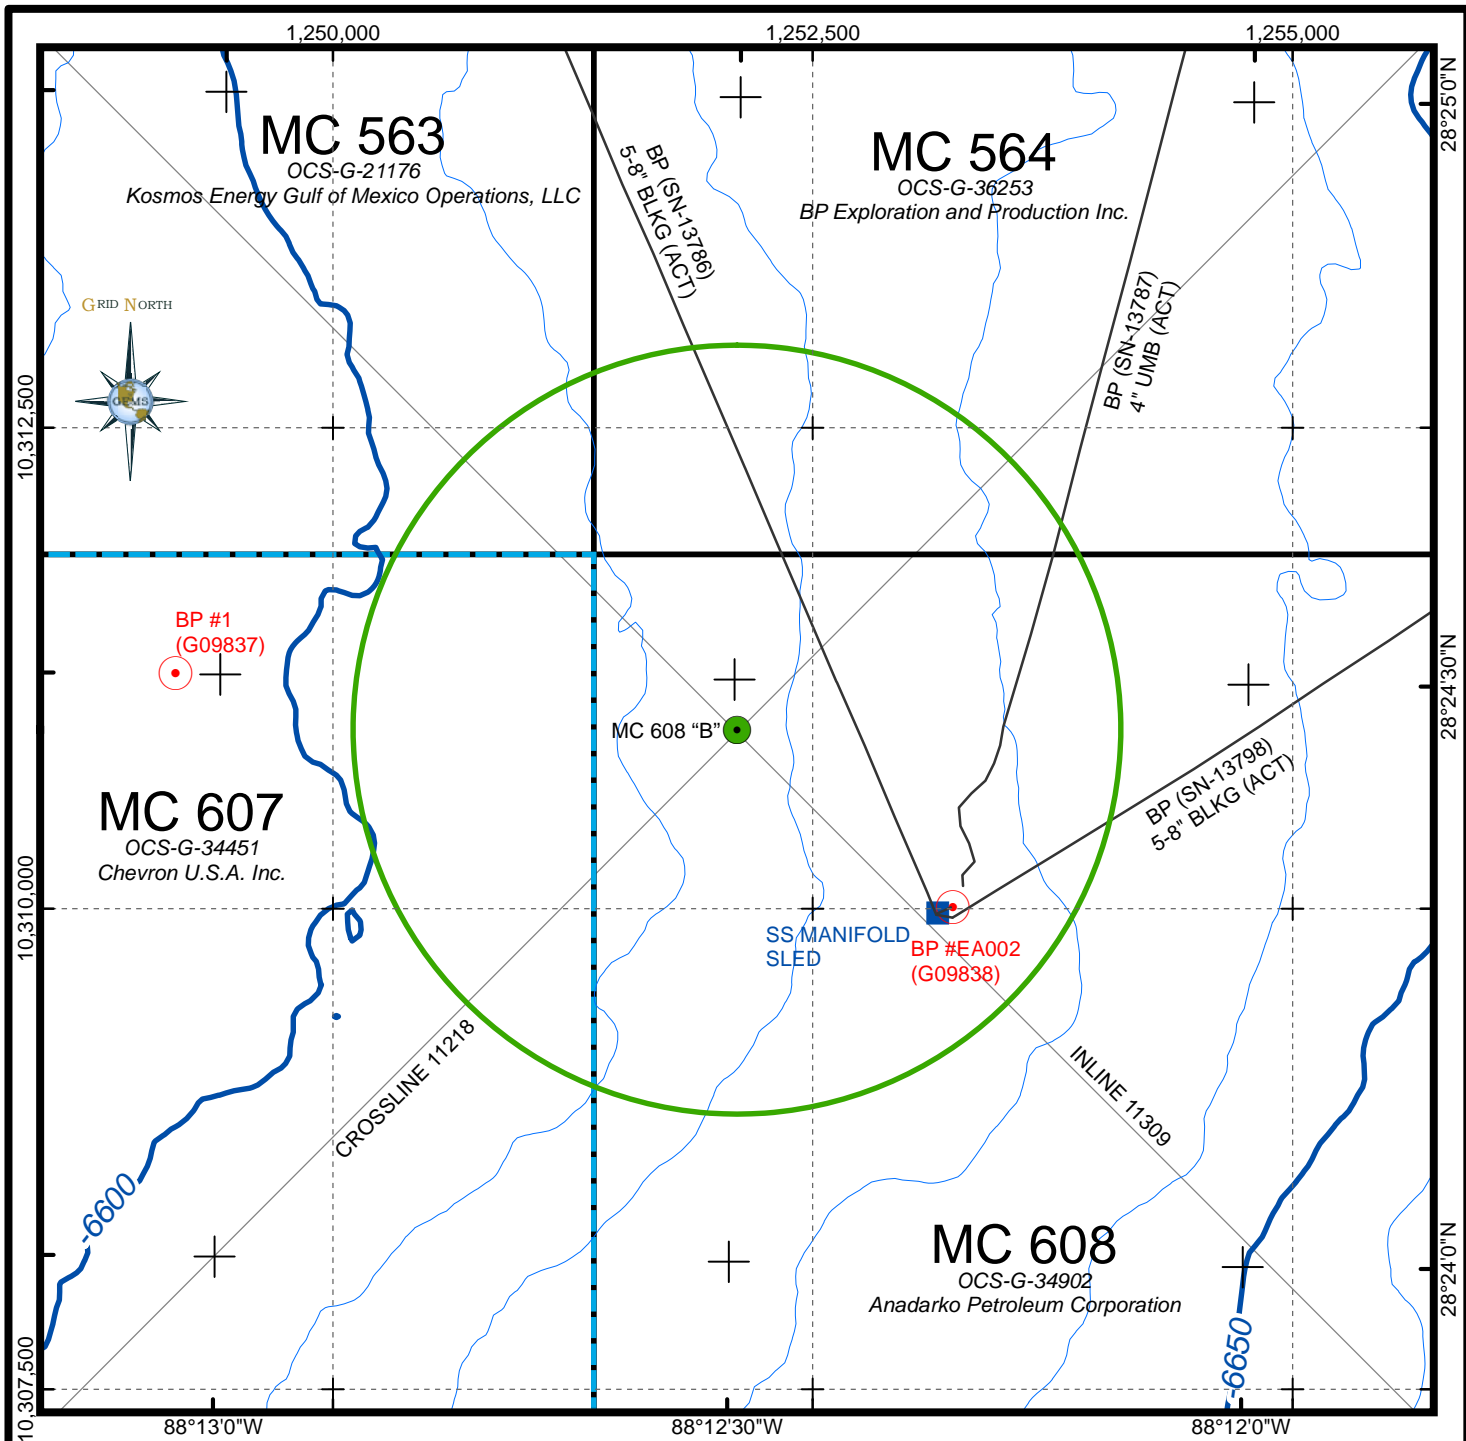 1,250,000
1,252,500
1,255,000
28°25'0"N
MC 563
OCS-G-21176
Kosmos Energy Gulf of Mexico Operations, LLC
MC 564
OCS-G-36253
BP Exploration and Production Inc.
BP (SN-13786)
5-8" BLKG (ACT)
BP (SN-13787)
4" UMB (ACT)
GRID NORTH
GEMS
10,312,500
BP #1
(G09837)
28°24'30"N
MC 608 “B”
MC 607
OCS-G-34451
Chevron U.S.A. Inc.
BP (SN-13798)
5-8" BLKG (ACT)
10,310,000
SS MANIFOLD
SLED
BP #EA002
(G09838)
CROSSLINE 11218
INLINE 11309
-6600
MC 608
OCS-G-34902
Anadarko Petroleum Corporation
28°24'0"N
-6650
10,307,500
88°13'0"W
88°12'30"W
88°12'0"W